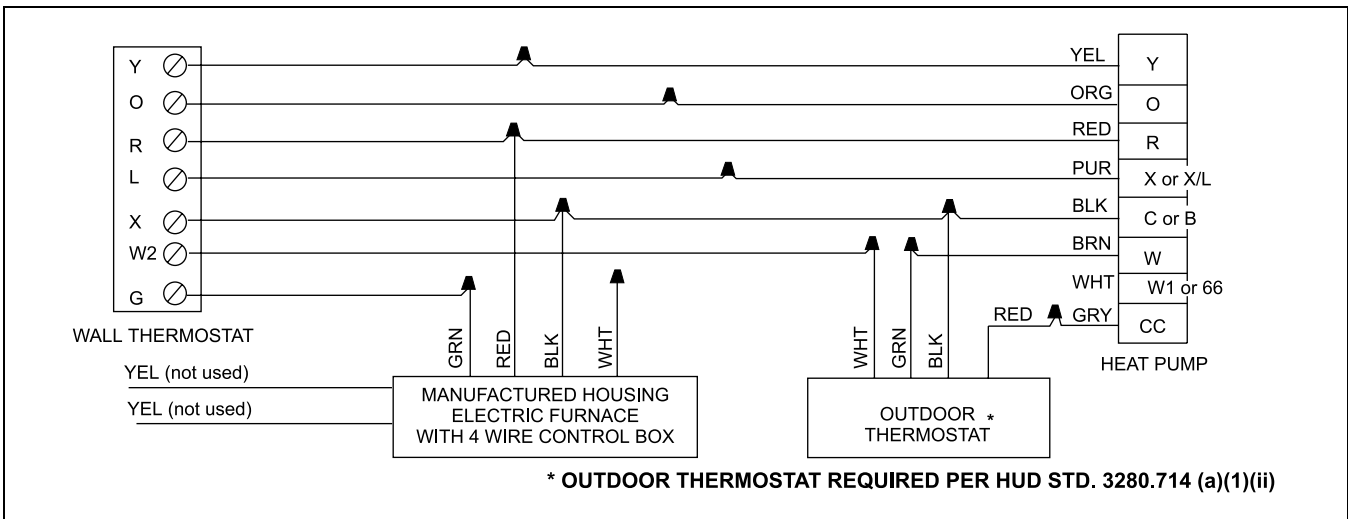 Y
O
R
L
X
W2
G
WALL THERMOSTAT
YEL (not used)
YEL (not used)
GRN
RED
BLK
WHT
MANUFACTURED HOUSING
ELECTRIC FURNACE
WITH 4 WIRE CONTROL BOX
WHT
GRN
BLK
RED
OUTDOOR *
THERMOSTAT
YEL Y
ORG O
RED R
PUR X or X/L
BLK C or B
BRN W
WHT W1 or 66
GRY CC
HEAT PUMP
* OUTDOOR THERMOSTAT REQUIRED PER HUD STD. 3280.714 (a)(1)(ii)